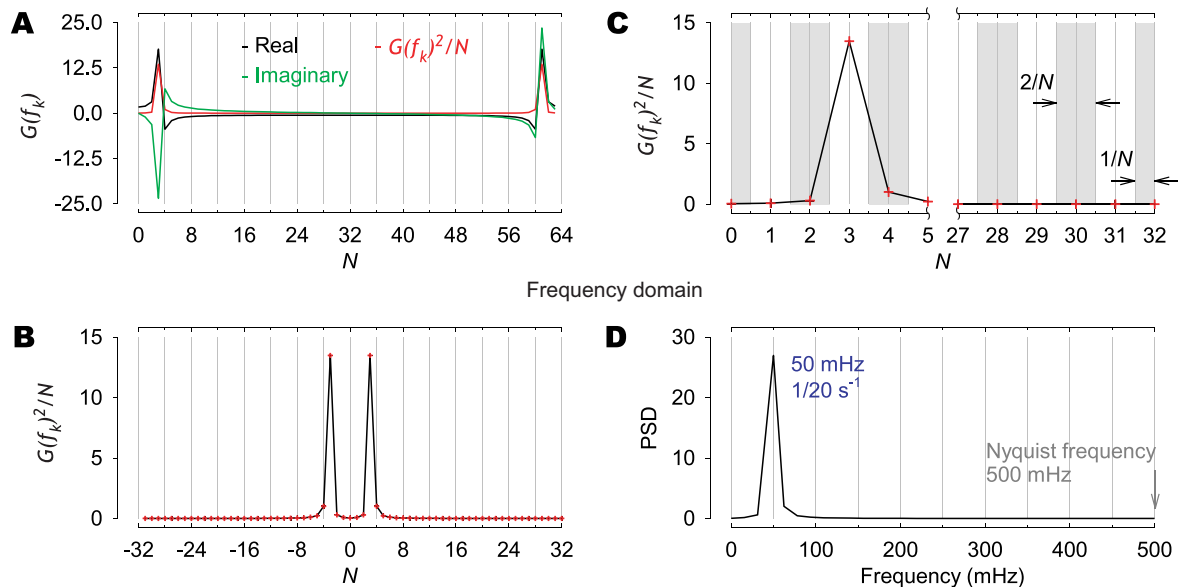 A
25.0
12.5
0.0
-12.5
-25.0
G(f_k)
Real
Imaginary
G(f_k)²/N
0 8 16 24 32 40 48 56 64
N
C
15
10
5
0
G(f_k)²/N
2/N
1/N
0 1 2 3 4 5 27 28 29 30 31 32
N
Frequency domain
B
15
10
5
0
G(f_k)²/N
-32 -24 -16 -8 0 8 16 24 32
N
D
30
20
10
0
PSD
50 mHz
1/20 s⁻¹
Nyquist frequency
500 mHz
0 100 200 300 400 500
Frequency (mHz)